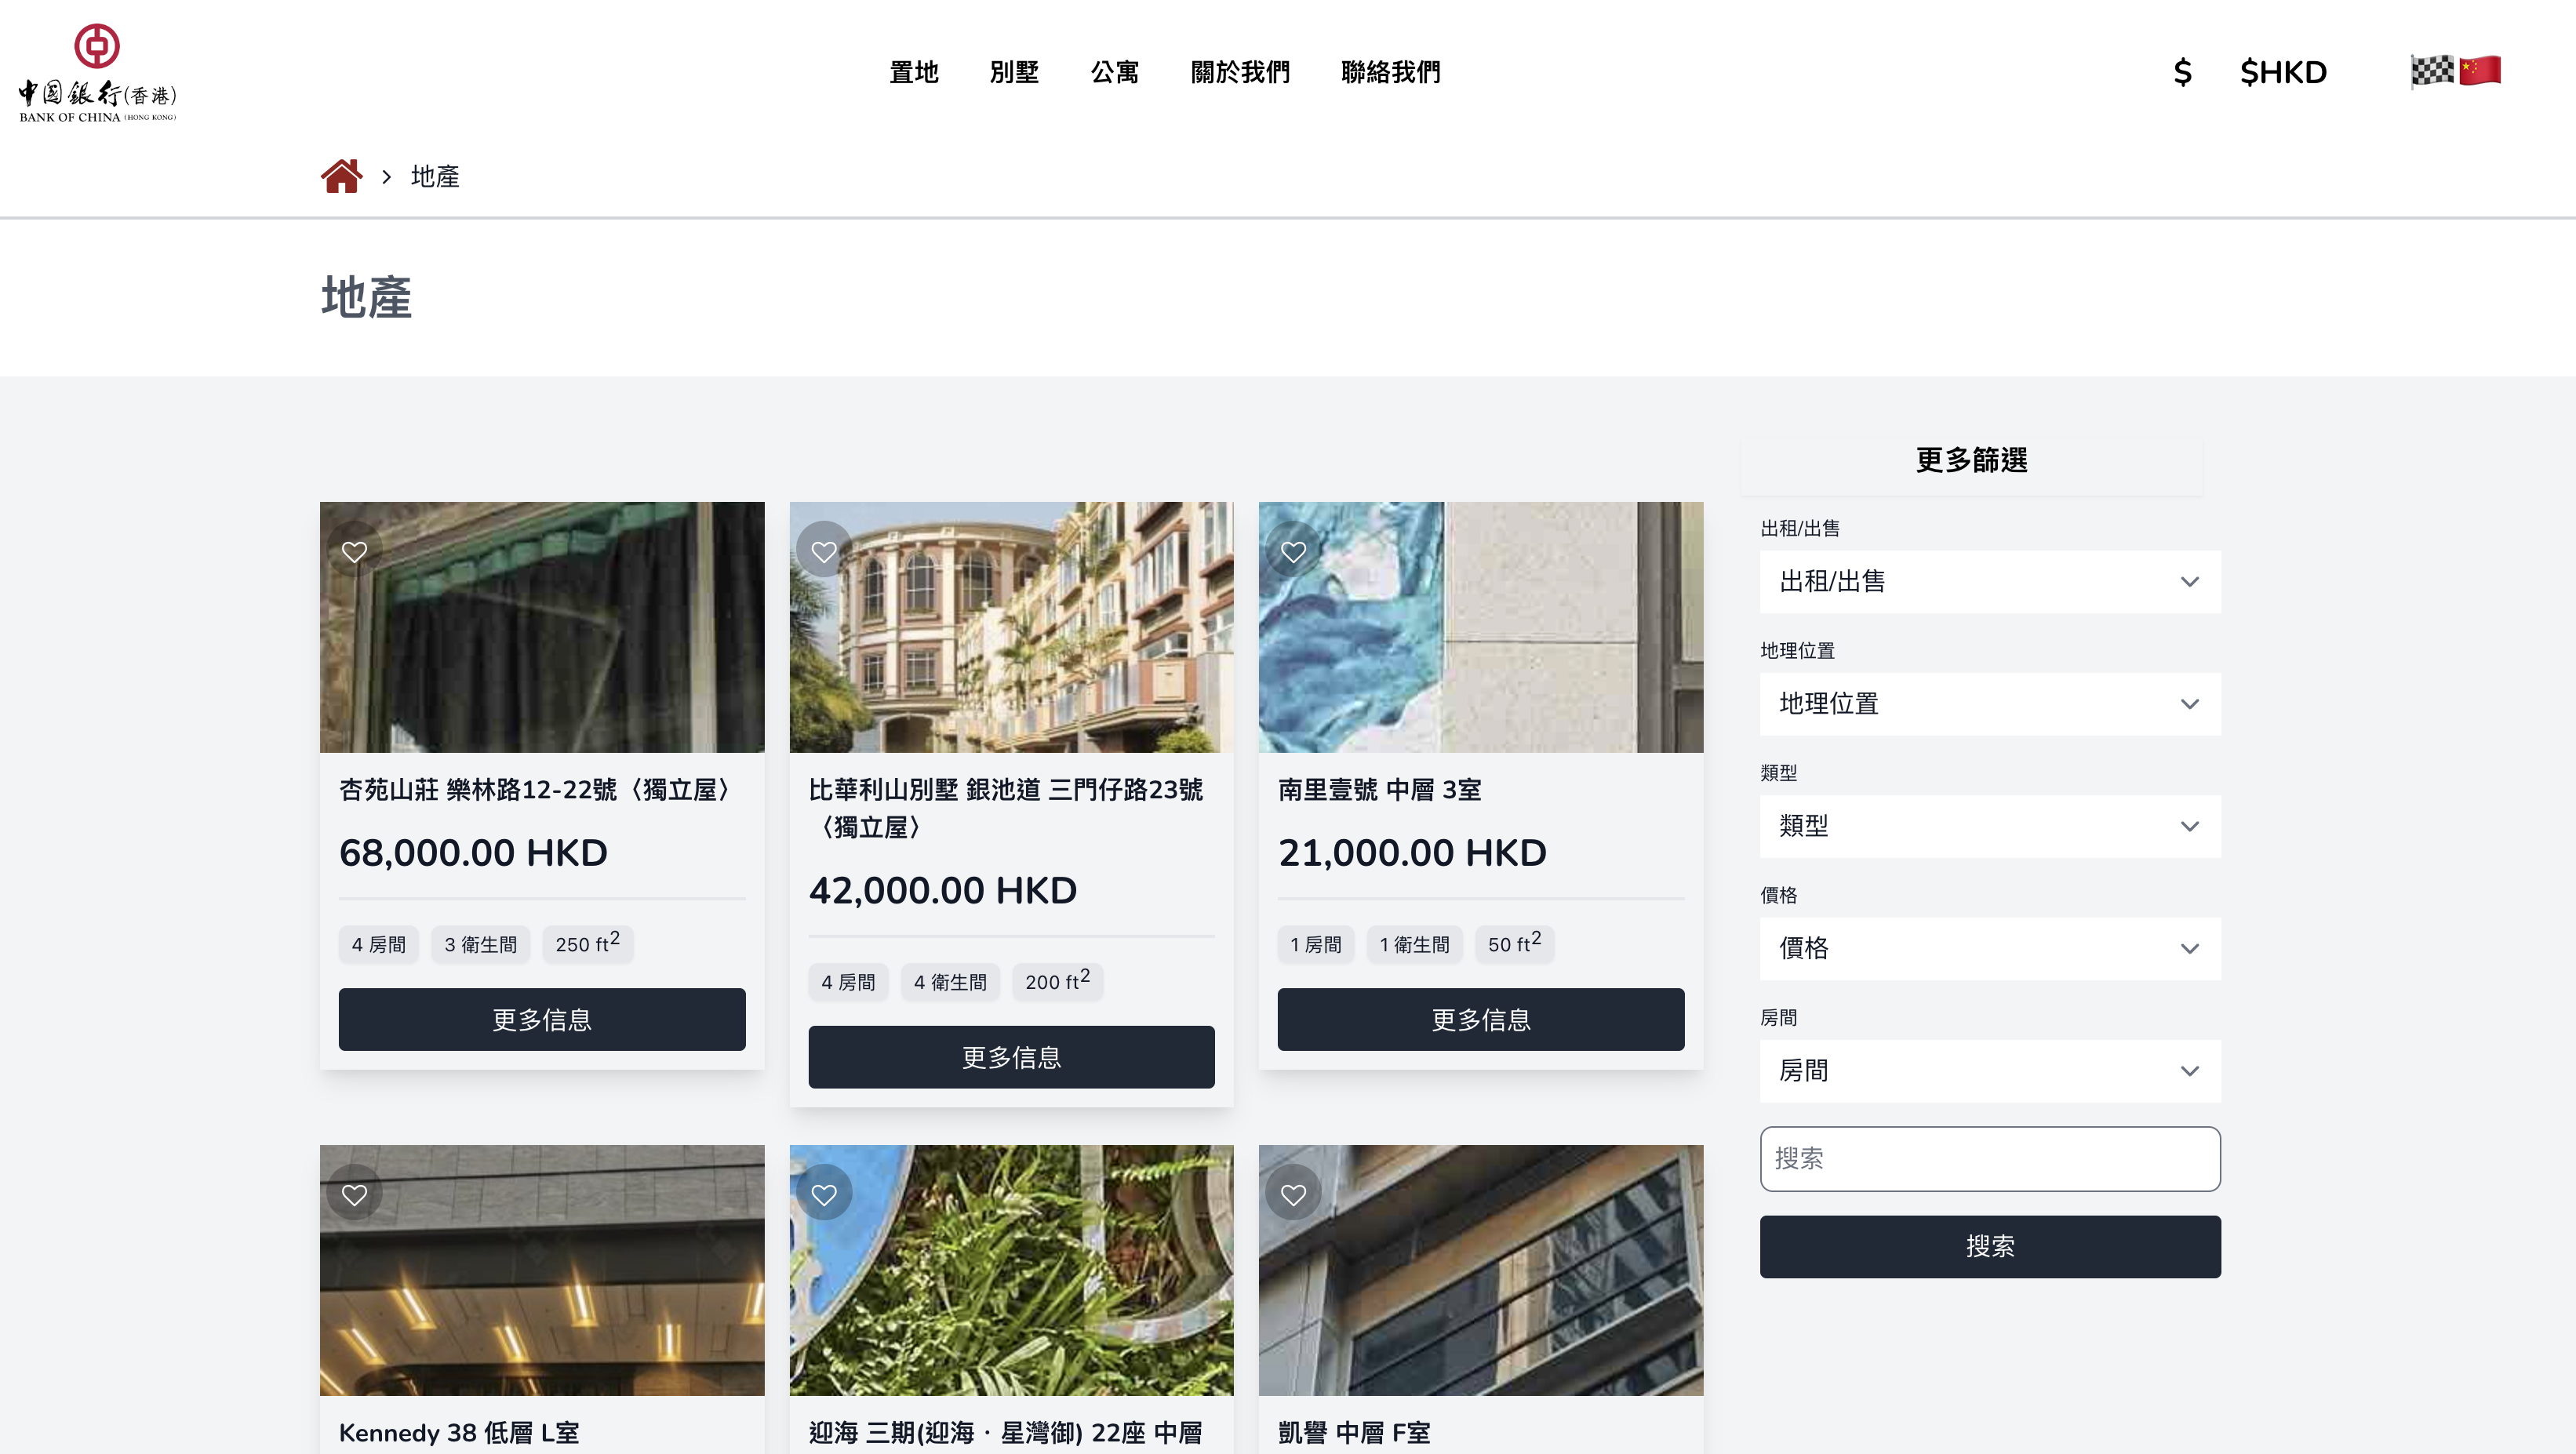 中国銀行(香港)
BANK OF CHINA (HONG KONG)
置地 別墅 公寓 關於我們 聯絡我們
$ $HKD
地產
地產
更多篩選
出租/出售
出租/出售
地理位置
地理位置
類型
類型
價格
價格
房間
房間
搜索
搜索
杏苑山莊 樂林路12-22號〈獨立屋〉
68,000.00 HKD
4 房間 3 衛生間 250 ft²
更多信息
比華利山別墅 銀池道 三門仔路23號
〈獨立屋〉
42,000.00 HKD
4 房間 4 衛生間 200 ft²
更多信息
南里壹號 中層 3室
21,000.00 HKD
1 房間 1 衛生間 50 ft²
更多信息
Kennedy 38 低層 L室
迎海 三期(迎海‧星灣御) 22座 中層
凱譽 中層 F室